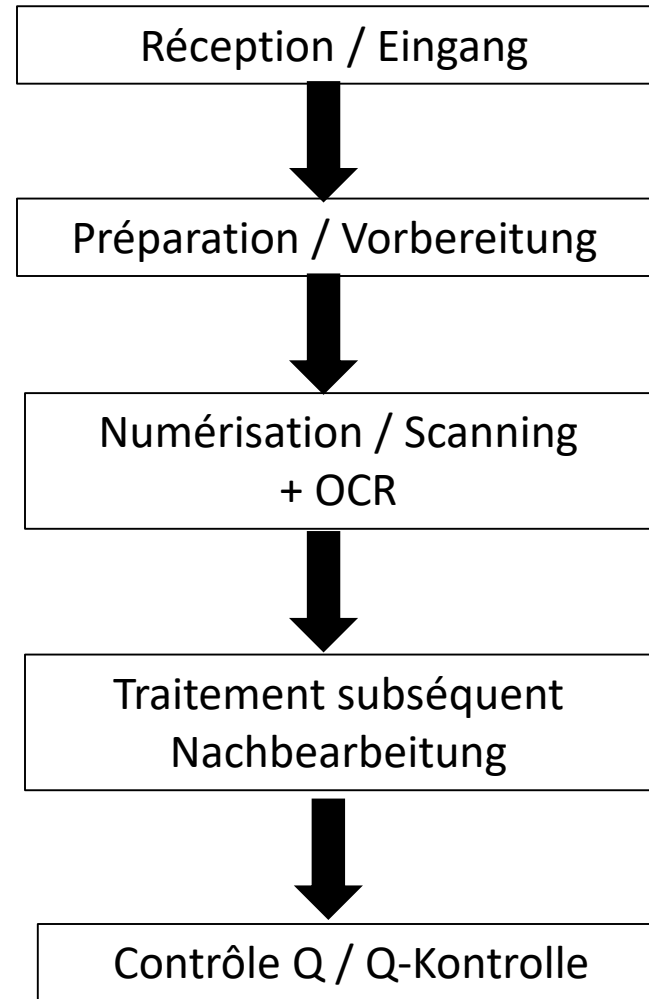 Réception / Eingang
Préparation / Vorbereitung
Numérisation / Scanning
+ OCR
Traitement subséquent
Nachbearbeitung
Contrôle Q / Q-Kontrolle